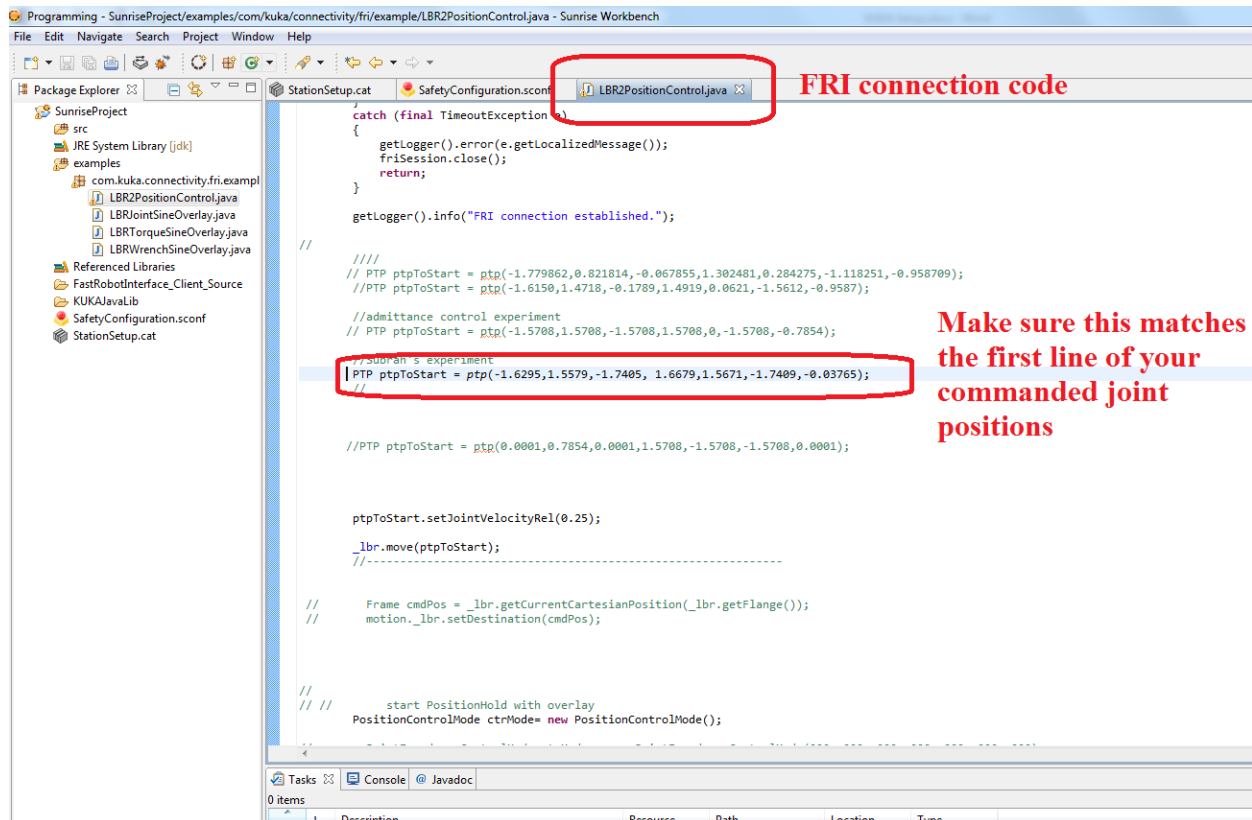 Programming - SunriseProject/examples/com/kuka/connectivity/fri/example/LBR2PositionControl.java - Sunrise Workbench
File Edit Navigate Search Project Window Help
Package Explorer
SunriseProject
src
JRE System Library [jdk]
examples
com.kuka.connectivity.fri.exampl
LBR2PositionControl.java
LBRJointSineOverlay.java
LBRTorqueSineOverlay.java
LBRWrenchSineOverlay.java
Referenced Libraries
FastRobotInterface_Client_Source
KUKAJavaLib
SafetyConfiguration.sconf
StationSetup.cat
StationSetup.cat SafetyConfiguration.sconf LBR2PositionControl.java
FRI connection code
}
catch (final TimeoutException e)
{
getLogger().error(e.getLocalizedMessage());
friSession.close();
return;
}
getLogger().info("FRI connection established.");
//
////
// PTP ptpToStart = ptp(-1.779862,0.821814,-0.067855,1.302481,0.284275,-1.118251,-0.958709);
//PTP ptpToStart = ptp(-1.6150,1.4718,-0.1789,1.4919,0.0621,-1.5612,-0.9587);
//admittance control experiment
// PTP ptpToStart = ptp(-1.5708,1.5708,-1.5708,1.5708,0,-1.5708,-0.7854);
//Subrah's experiment
PTP ptpToStart = ptp(-1.6295,1.5579,-1.7405, 1.6679,1.5671,-1.7409,-0.03765);
//
Make sure this matches
the first line of your
commanded joint
positions
//PTP ptpToStart = ptp(0.0001,0.7854,0.0001,1.5708,-1.5708,-1.5708,0.0001);
ptpToStart.setJointVelocityRel(0.25);
_lbr.move(ptpToStart);
//------------------------------------------------------------
// Frame cmdPos = _lbr.getCurrentCartesianPosition(_lbr.getFlange());
// motion._lbr.setDestination(cmdPos);
//
// // start PositionHold with overlay
PositionControlMode ctrMode= new PositionControlMode();
Tasks Console @ Javadoc
0 items
! Description Resource Path Location Type